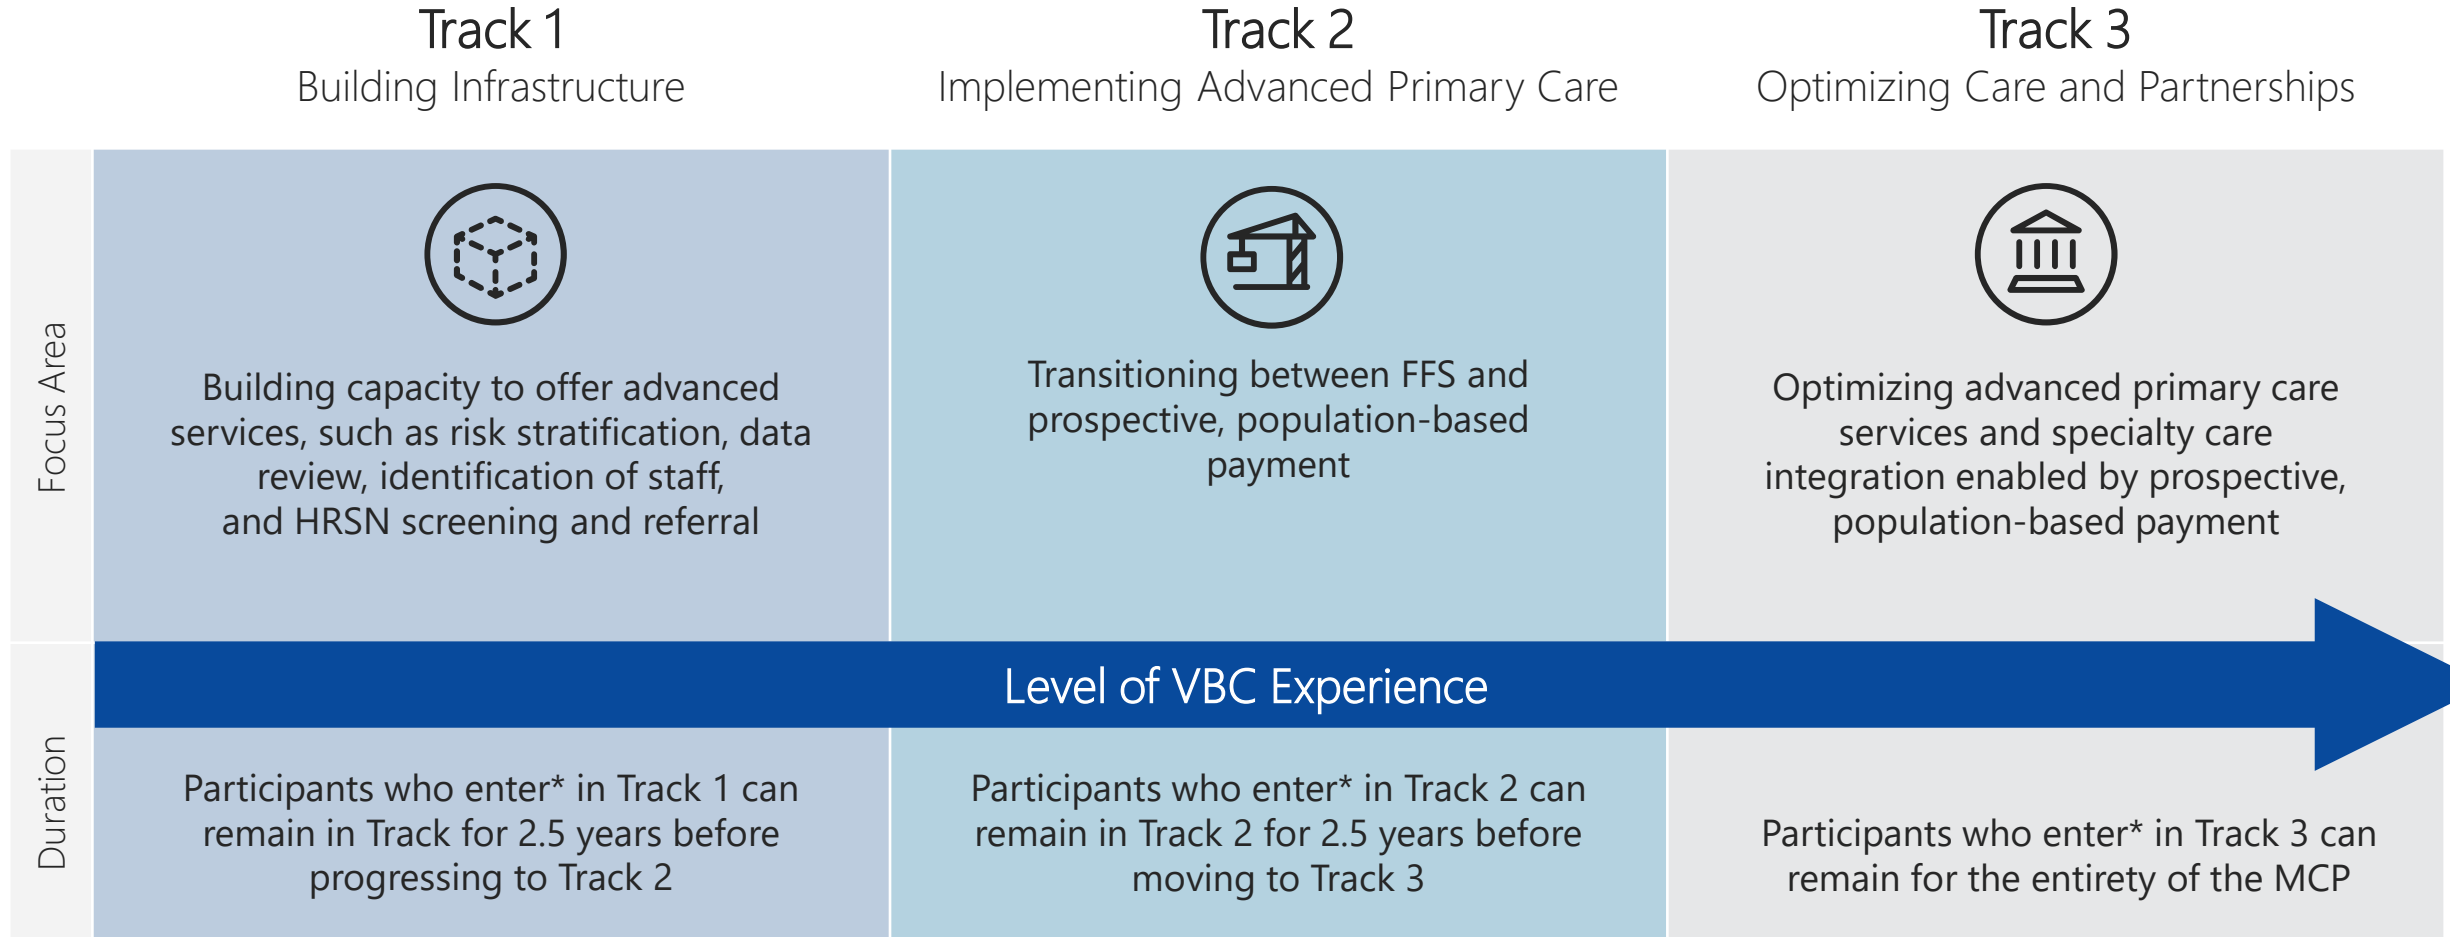 Track 1
Building Infrastructure
Track 2
Implementing Advanced Primary Care
Track 3
Optimizing Care and Partnerships
Focus Area
Building capacity to offer advanced
services, such as risk stratification, data
review, identification of staff,
and HRSN screening and referral
Transitioning between FFS and
prospective, population-based
payment
Optimizing advanced primary care
services and specialty care
integration enabled by prospective,
population-based payment
Level of VBC Experience
Duration
Participants who enter* in Track 1 can
remain in Track for 2.5 years before
progressing to Track 2
Participants who enter* in Track 2 can
remain in Track 2 for 2.5 years before
moving to Track 3
Participants who enter* in Track 3 can
remain for the entirety of the MCP